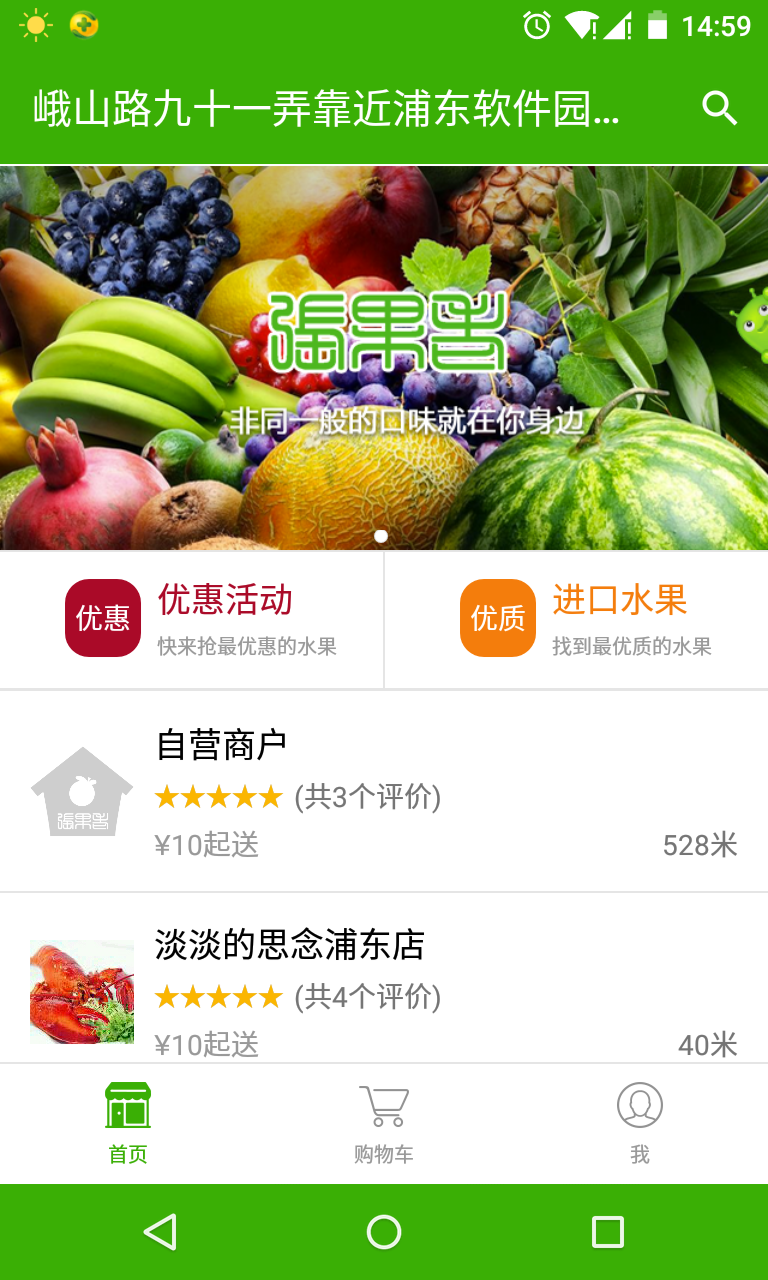 14:59
峨山路九十一弄靠近浦东软件园...
張果老
非同一般的口味就在你身边
优惠
优惠活动
快来抢最优惠的水果
优质
进口水果
找到最优质的水果
自营商户
張果老
(共3个评价)
¥10起送
528米
淡淡的思念浦东店
(共4个评价)
¥10起送
40米
首页
购物车
我